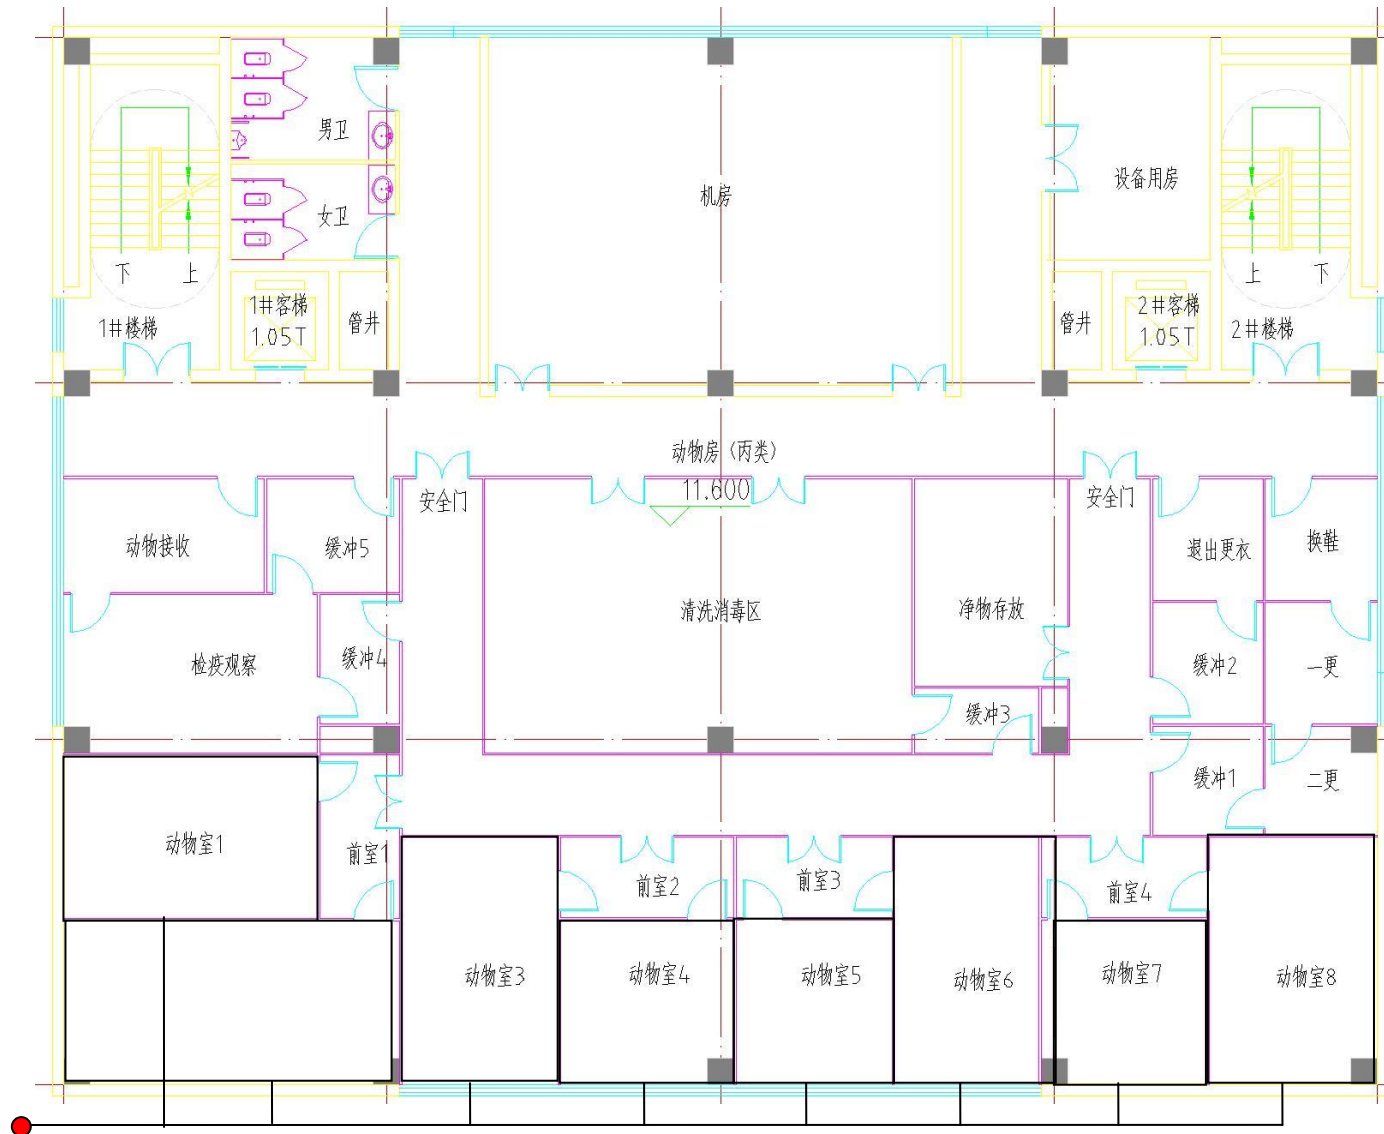 男卫
机房
设备用房
女卫
下
上
上
下
1#客梯
1.05T
管井
管井
2#客梯
1.05T
1#楼梯
2#楼梯
动物房（丙类）
11.600
安全门
安全门
动物接收
缓冲5
退出更衣
换鞋
清洗消毒区
净物存放
检疫观察
缓冲4
缓冲2
一更
缓冲3
缓冲1
二更
动物室1
前室1
前室2
前室3
前室4
动物室3
动物室4
动物室5
动物室6
动物室7
动物室8